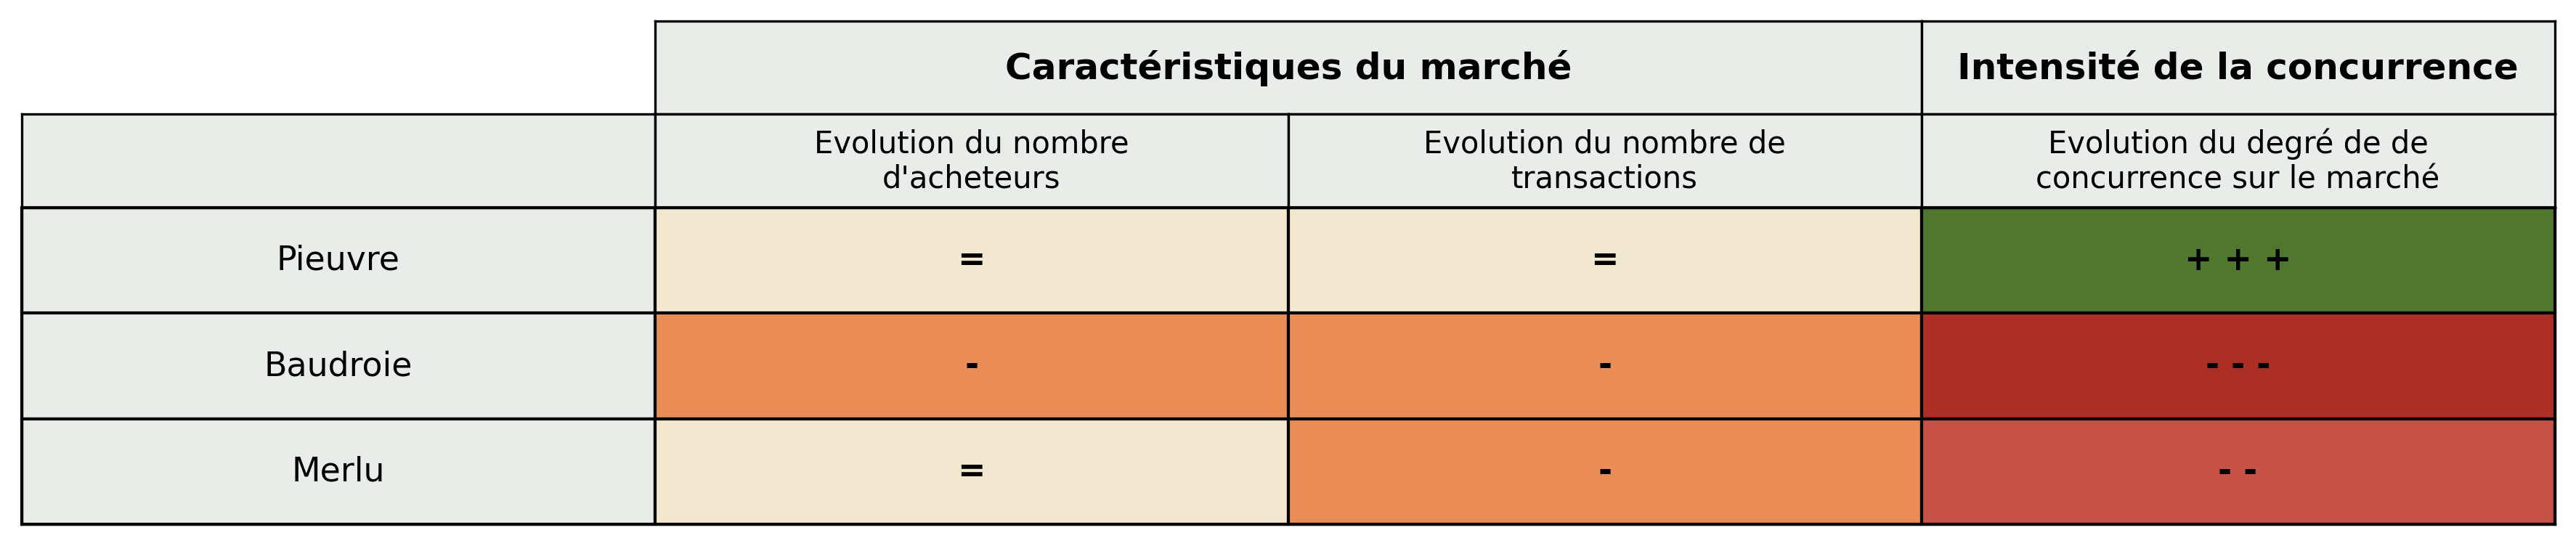 Caractéristiques du marché
Intensité de la concurrence
Evolution du nombre
d'acheteurs
Evolution du nombre de
transactions
Evolution du degré de de
concurrence sur le marché
Pieuvre
=
=
+ + +
Baudroie
-
-
- - -
Merlu
=
-
- -